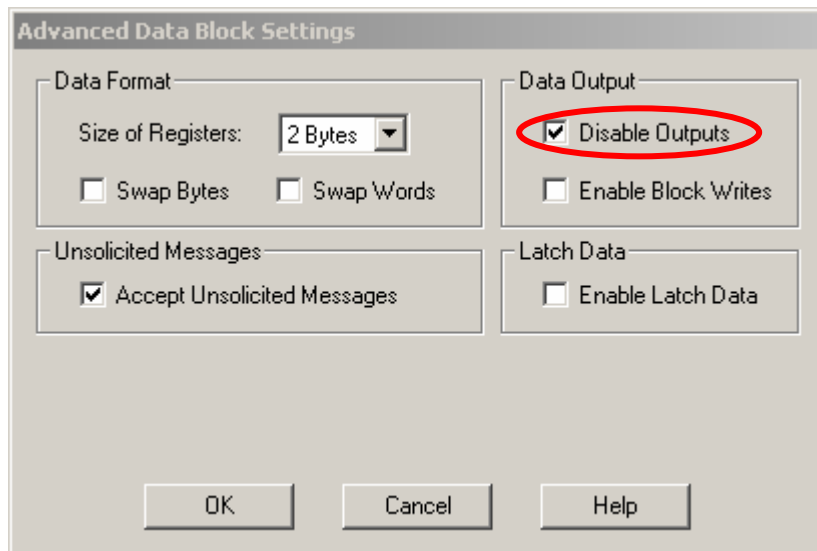 Advanced Data Block Settings
Data Format
Size of Registers: 2 Bytes
Swap Bytes Swap Words
Data Output
Disable Outputs
Enable Block Writes
Unsolicited Messages
Accept Unsolicited Messages
Latch Data
Enable Latch Data
OK Cancel Help